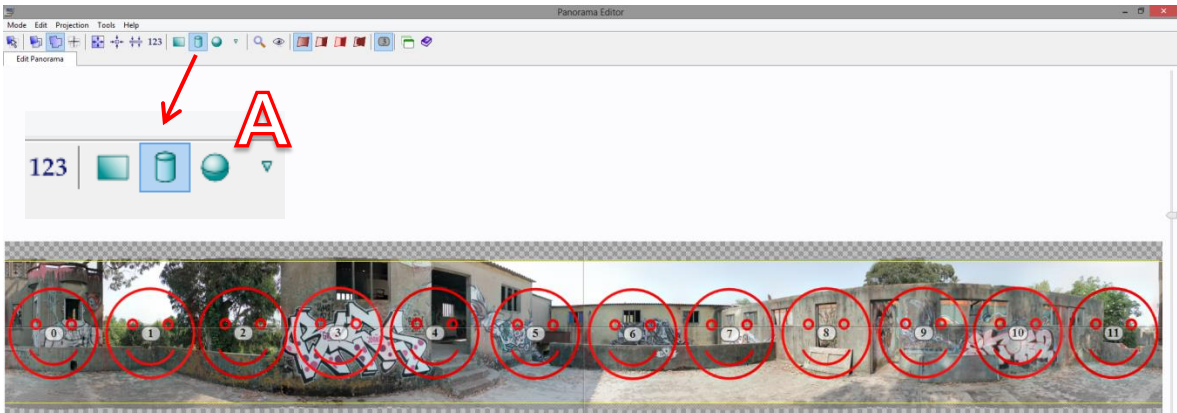 Panorama Editor
Mode Edit Projection Tools Help
123
3
Edit Panorama
A
123
0 1 2 3 4 5 6 7 8 9 10 11